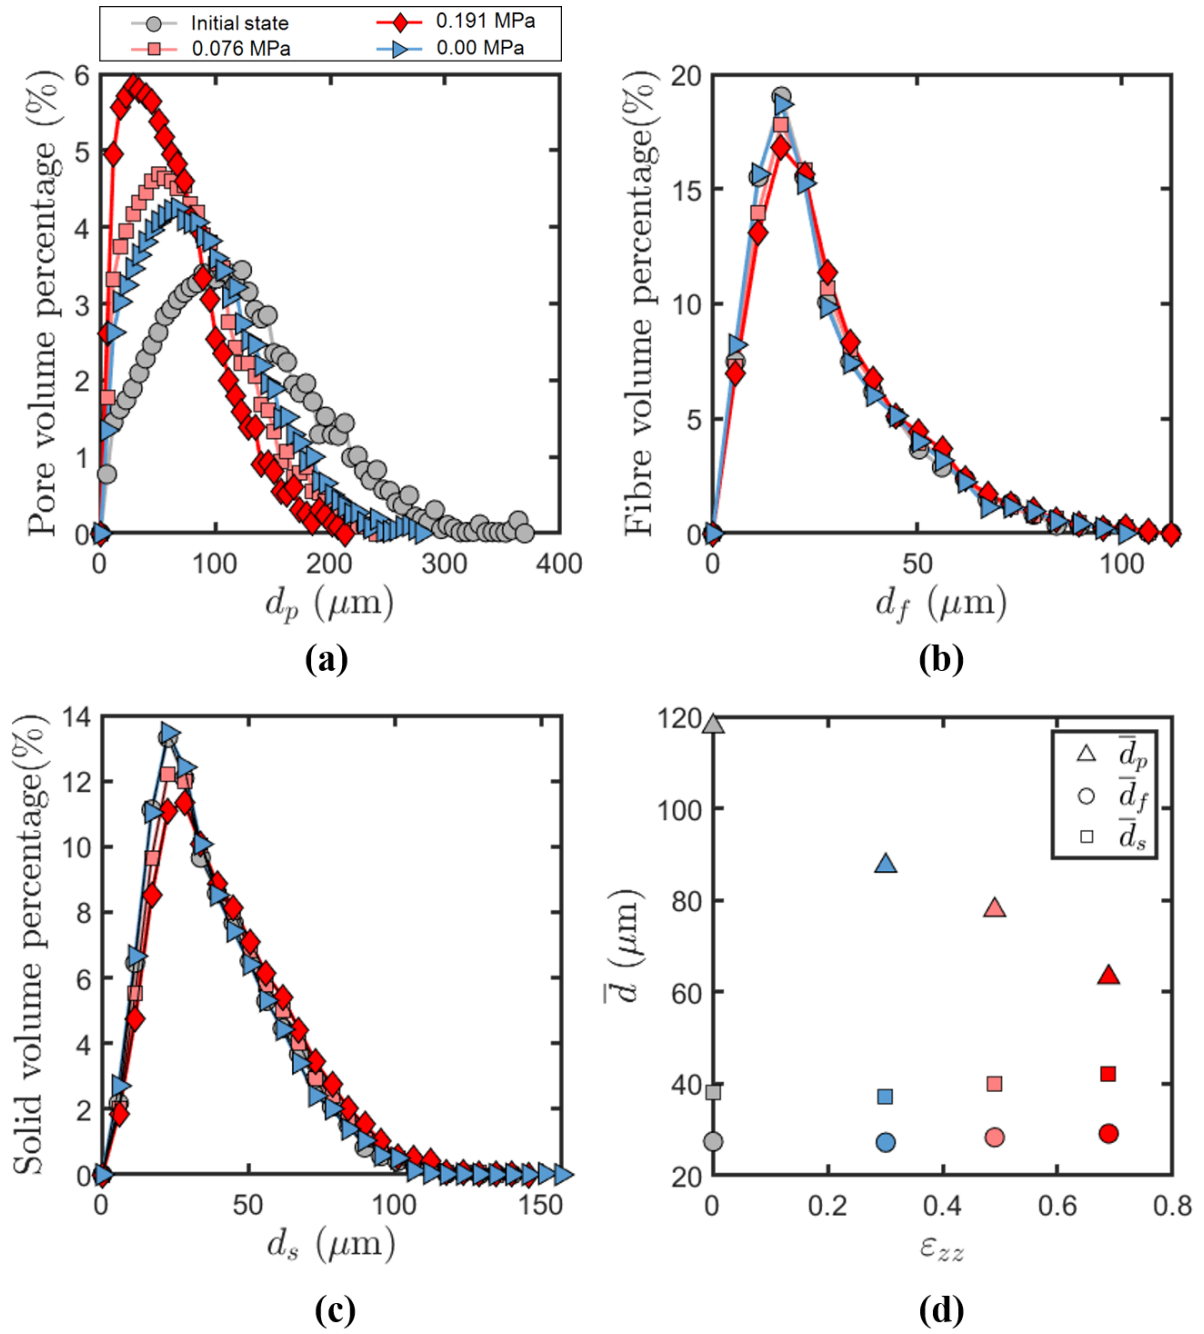 Initial state
0.191 MPa
0.076 MPa
0.00 MPa
Pore volume percentage (%)
6
5
4
3
2
1
0
0 100 200 300 400
d_p (μm)
(a)
Fibre volume percentage(%)
20
15
10
5
0
0 50 100
d_f (μm)
(b)
Solid volume percentage(%)
14
12
10
8
6
4
2
0
0 50 100 150
d_s (μm)
(c)
d̅ (μm)
120
100
80
60
40
20
0 0.2 0.4 0.6 0.8
ε_zz
d̅_p
d̅_f
d̅_s
(d)